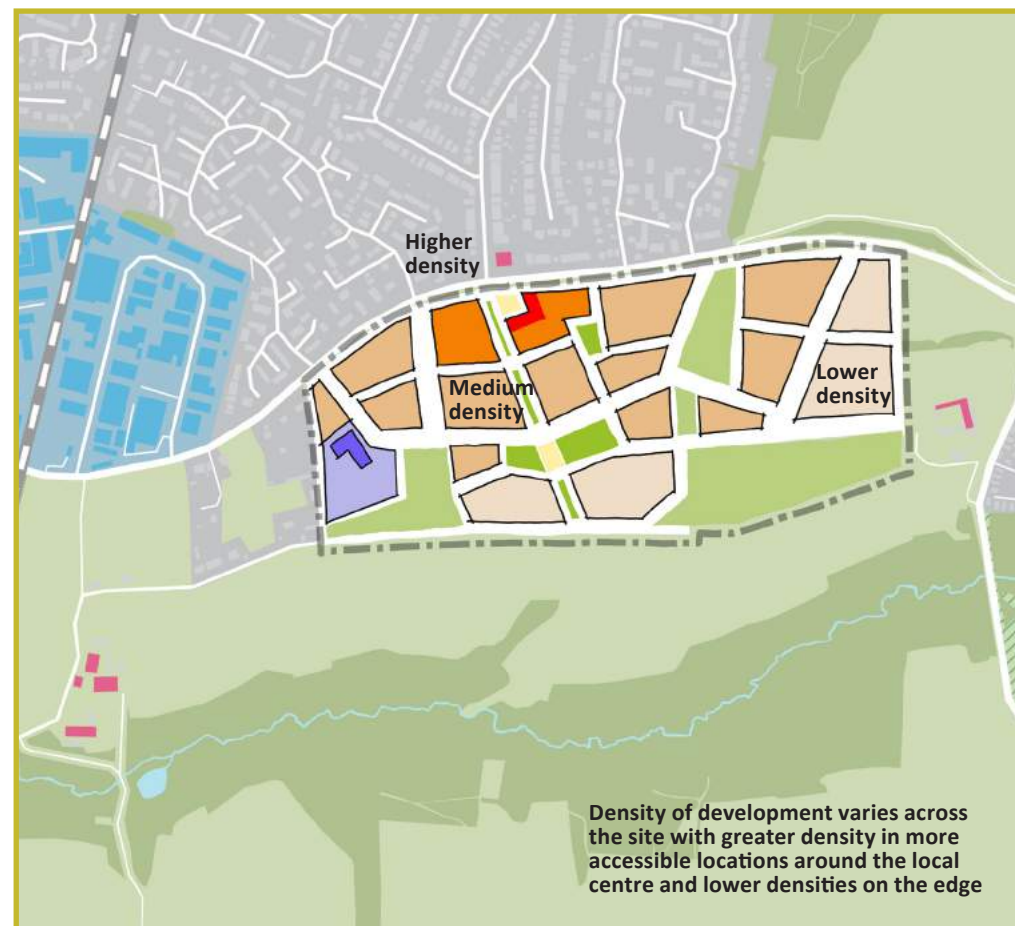 Higher
density
Medium
density
Lower
density
Density of development varies across
the site with greater density in more
accessible locations around the local
centre and lower densities on the edge